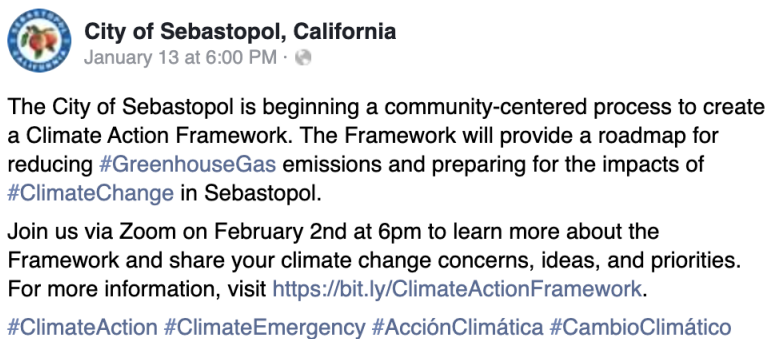 City of Sebastopol, California
January 13 at 6:00 PM ·
The City of Sebastopol is beginning a community-centered process to create
a Climate Action Framework. The Framework will provide a roadmap for
reducing #GreenhouseGas emissions and preparing for the impacts of
#ClimateChange in Sebastopol.
Join us via Zoom on February 2nd at 6pm to learn more about the
Framework and share your climate change concerns, ideas, and priorities.
For more information, visit https://bit.ly/ClimateActionFramework.
#ClimateAction #ClimateEmergency #AcciónClimática #CambioClimático